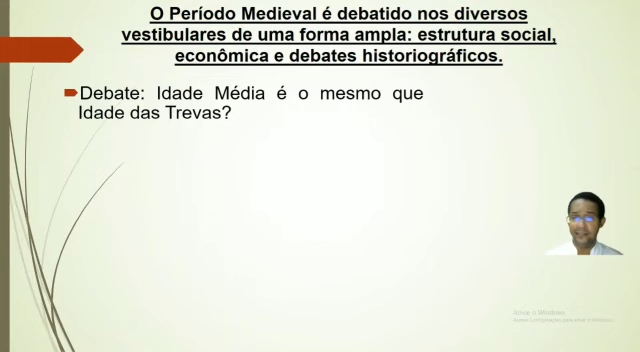 O Período Medieval é debatido nos diversos
vestibulares de uma forma ampla: estrutura social,
econômica e debates historiográficos.
Debate: Idade Média é o mesmo que
Idade das Trevas?
Ativar o Windows